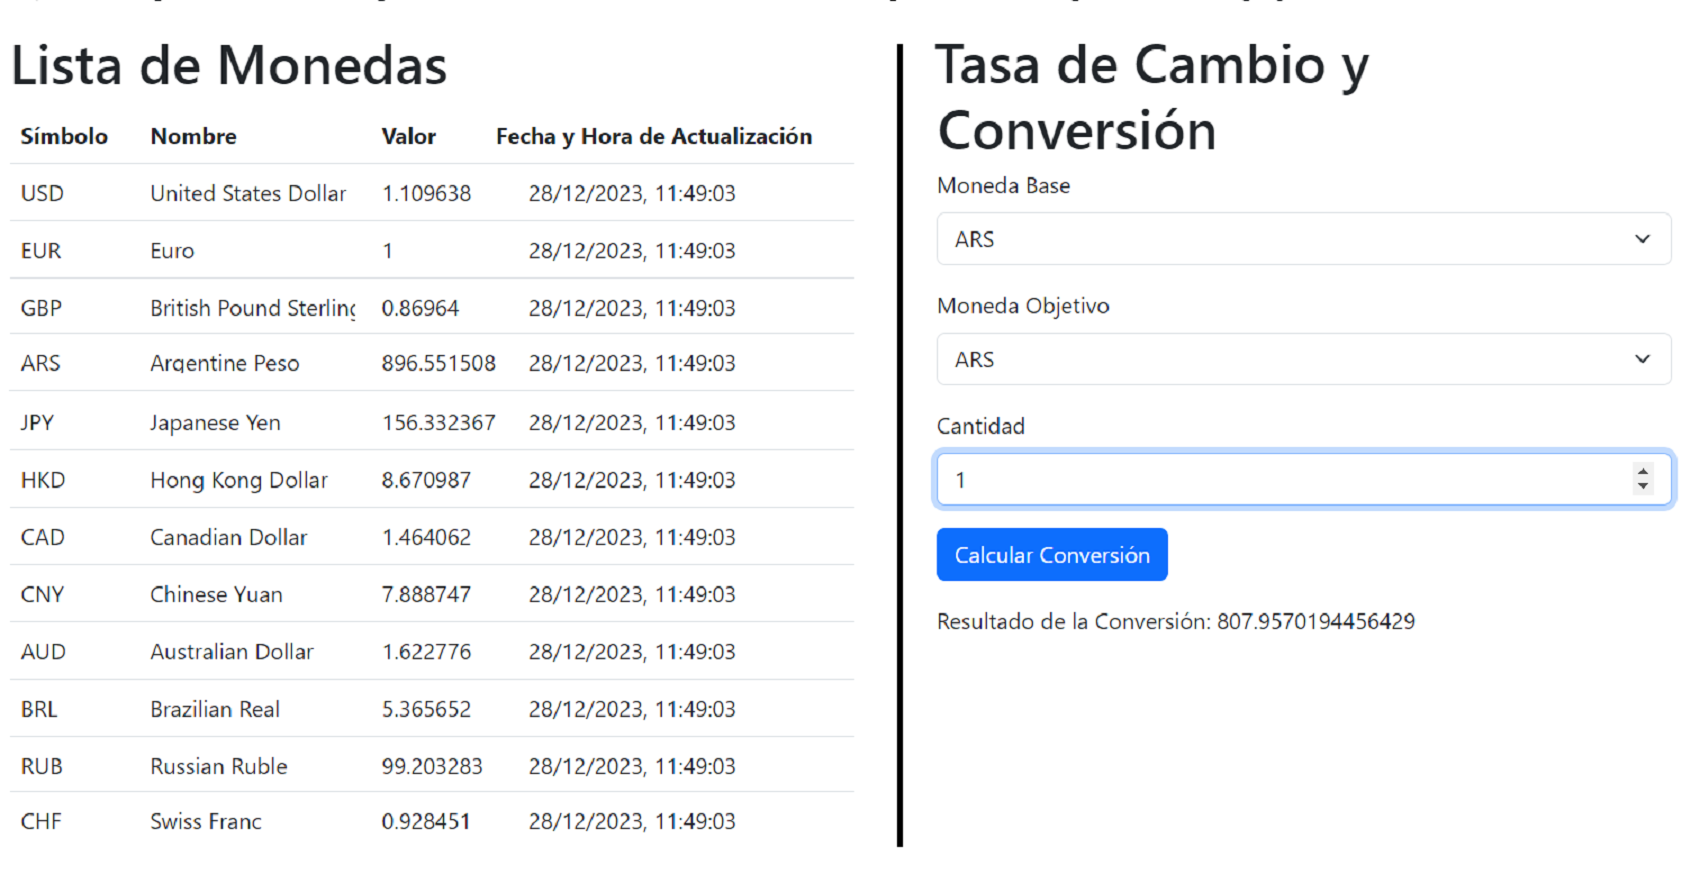 Lista de Monedas
Símbolo Nombre Valor Fecha y Hora de Actualización
USD United States Dollar 1.109638 28/12/2023, 11:49:03
EUR Euro 1 28/12/2023, 11:49:03
GBP British Pound Sterling 0.86964 28/12/2023, 11:49:03
ARS Argentine Peso 896.551508 28/12/2023, 11:49:03
JPY Japanese Yen 156.332367 28/12/2023, 11:49:03
HKD Hong Kong Dollar 8.670987 28/12/2023, 11:49:03
CAD Canadian Dollar 1.464062 28/12/2023, 11:49:03
CNY Chinese Yuan 7.888747 28/12/2023, 11:49:03
AUD Australian Dollar 1.622776 28/12/2023, 11:49:03
BRL Brazilian Real 5.365652 28/12/2023, 11:49:03
RUB Russian Ruble 99.203283 28/12/2023, 11:49:03
CHF Swiss Franc 0.928451 28/12/2023, 11:49:03
Tasa de Cambio y
Conversión
Moneda Base
ARS
Moneda Objetivo
ARS
Cantidad
1
Calcular Conversión
Resultado de la Conversión: 807.9570194456429